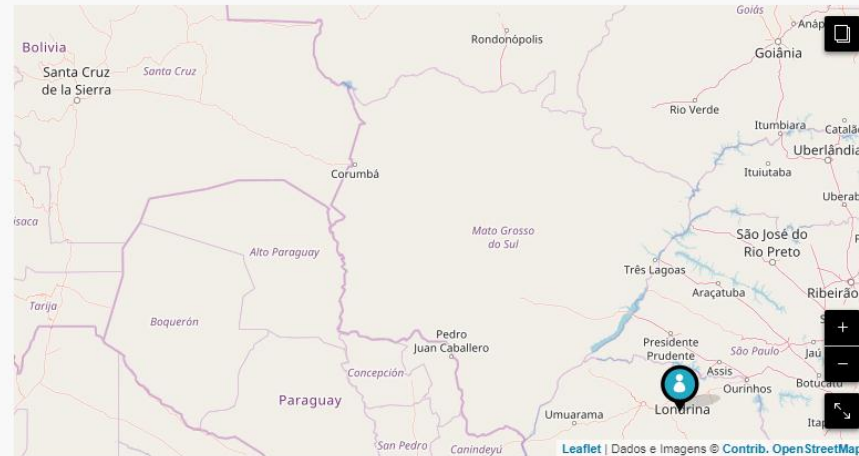 Goiás
Anáp
Bolivia
Rondonópolis
Goiânia
Santa Cruz
de la Sierra
Santa Cruz
Rio Verde
Itumbiara
Catalão
Uberlândia
Corumbá
Ituiutaba
Uberab
Mato Grosso
do Sul
São José do
Rio Preto
Alto Paraguay
Três Lagoas
Araçatuba
Ribeirão
Tarija
Boquerón
+
Pedro
Juan Caballero
Presidente
Prudente
São Paulo
Jaú
−
Assis
Concepción
Ourinhos
Botucatu
Paraguay
Umuarama
Londrina
Itap
San Pedro
Canindeyú
Leaflet | Dados e Imagens © Contrib. OpenStreetMap